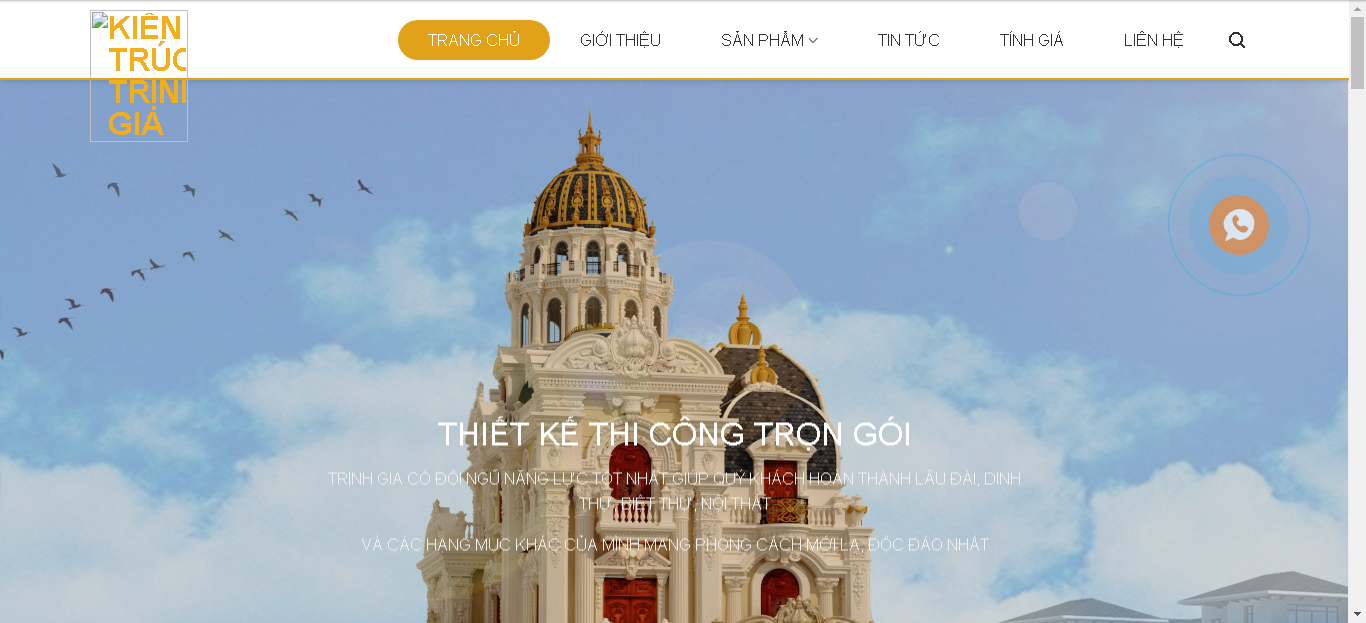 KIẾN
TRÚC
TRỊNH
GIA
TRANG CHỦ
GIỚI THIỆU
SẢN PHẨM
TIN TỨC
TÍNH GIÁ
LIÊN HỆ
THIẾT KẾ THI CÔNG TRỌN GÓI
TRỊNH GIA CÓ ĐỘI NGŨ NĂNG LỰC TỐT NHẤT GIÚP QUÝ KHÁCH HOÀN THÀNH LÂU ĐÀI, DINH
THỰ, BIỆT THỰ, NỘI THẤT
VÀ CÁC HẠNG MỤC KHÁC CỦA MÌNH MANG PHONG CÁCH MỚI LẠ, ĐỘC ĐÁO NHẤT